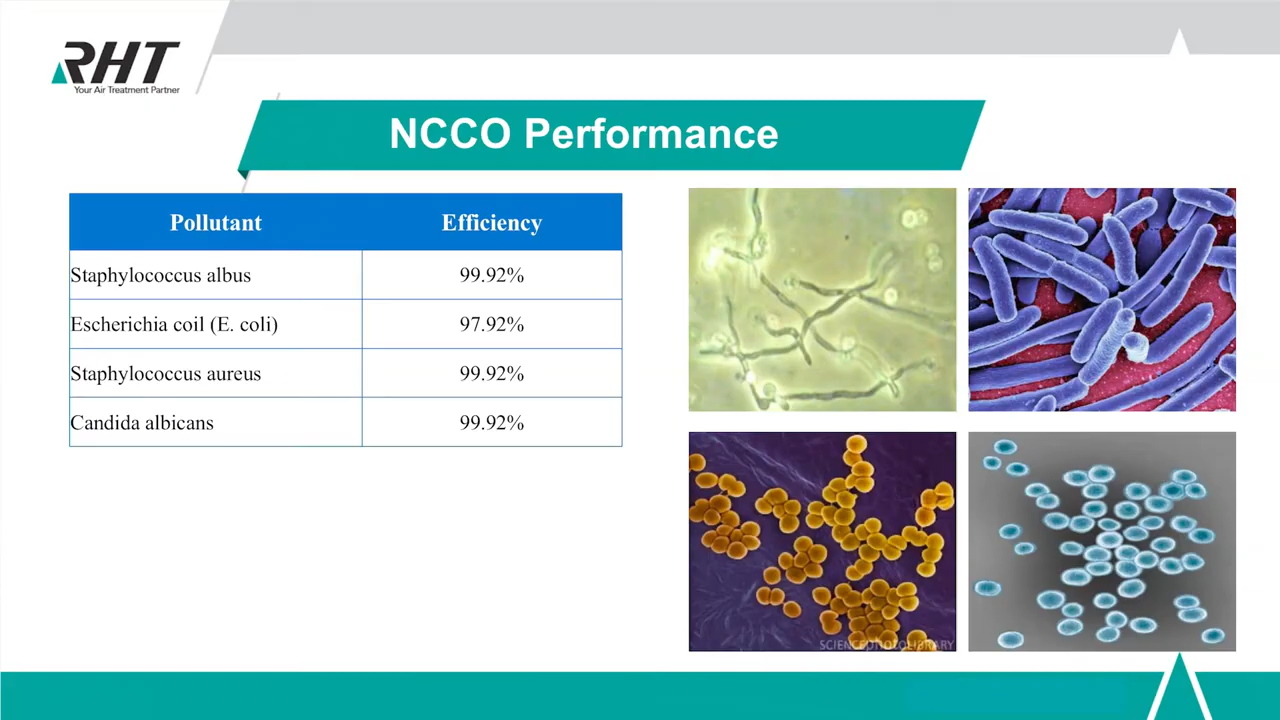 RHT
Your Air Treatment Partner
NCCO Performance
Pollutant Efficiency
Staphylococcus albus 99.92%
Escherichia coil (E. coli) 97.92%
Staphylococcus aureus 99.92%
Candida albicans 99.92%
SCIENCEPHOTOLIBRARY